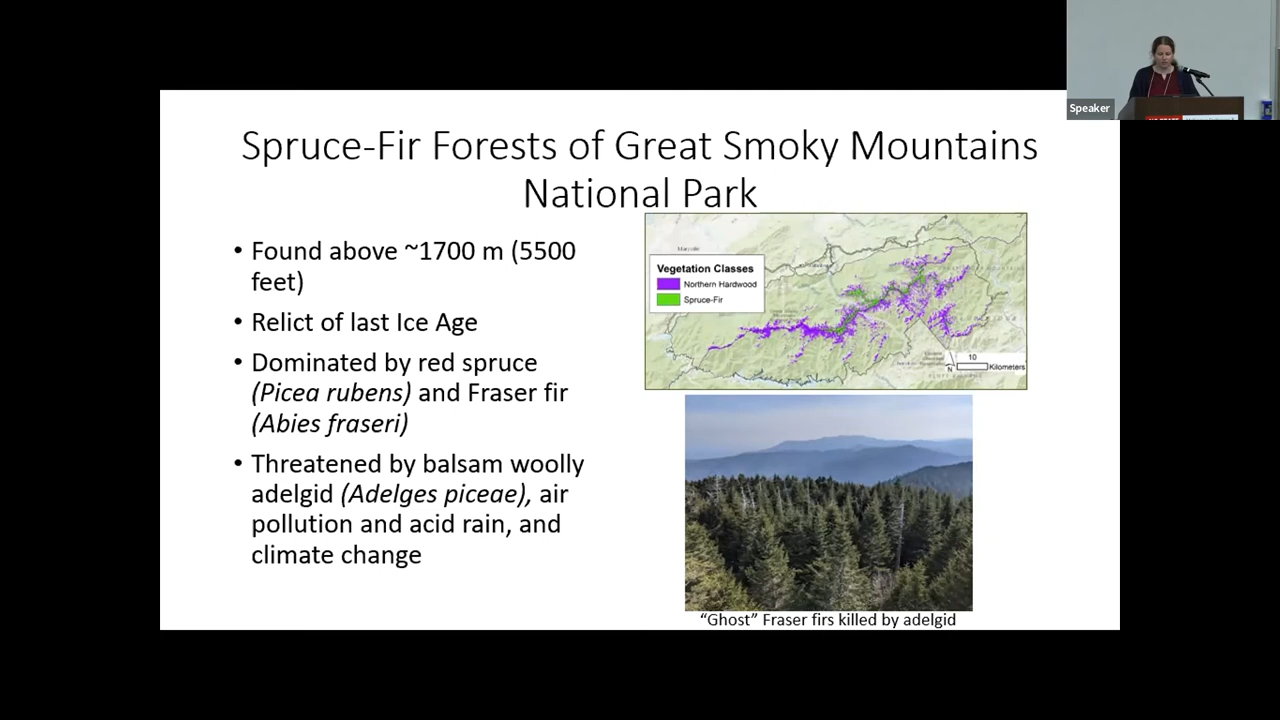 Speaker
Spruce-Fir Forests of Great Smoky Mountains
National Park
• Found above ~1700 m (5500
feet)
• Relict of last Ice Age
• Dominated by red spruce
(Picea rubens) and Fraser fir
(Abies fraseri)
• Threatened by balsam woolly
adelgid (Adelges piceae), air
pollution and acid rain, and
climate change
Maryville
Vegetation Classes
Northern Hardwood
Spruce-Fir
10
N
Kilometers
“Ghost” Fraser firs killed by adelgid